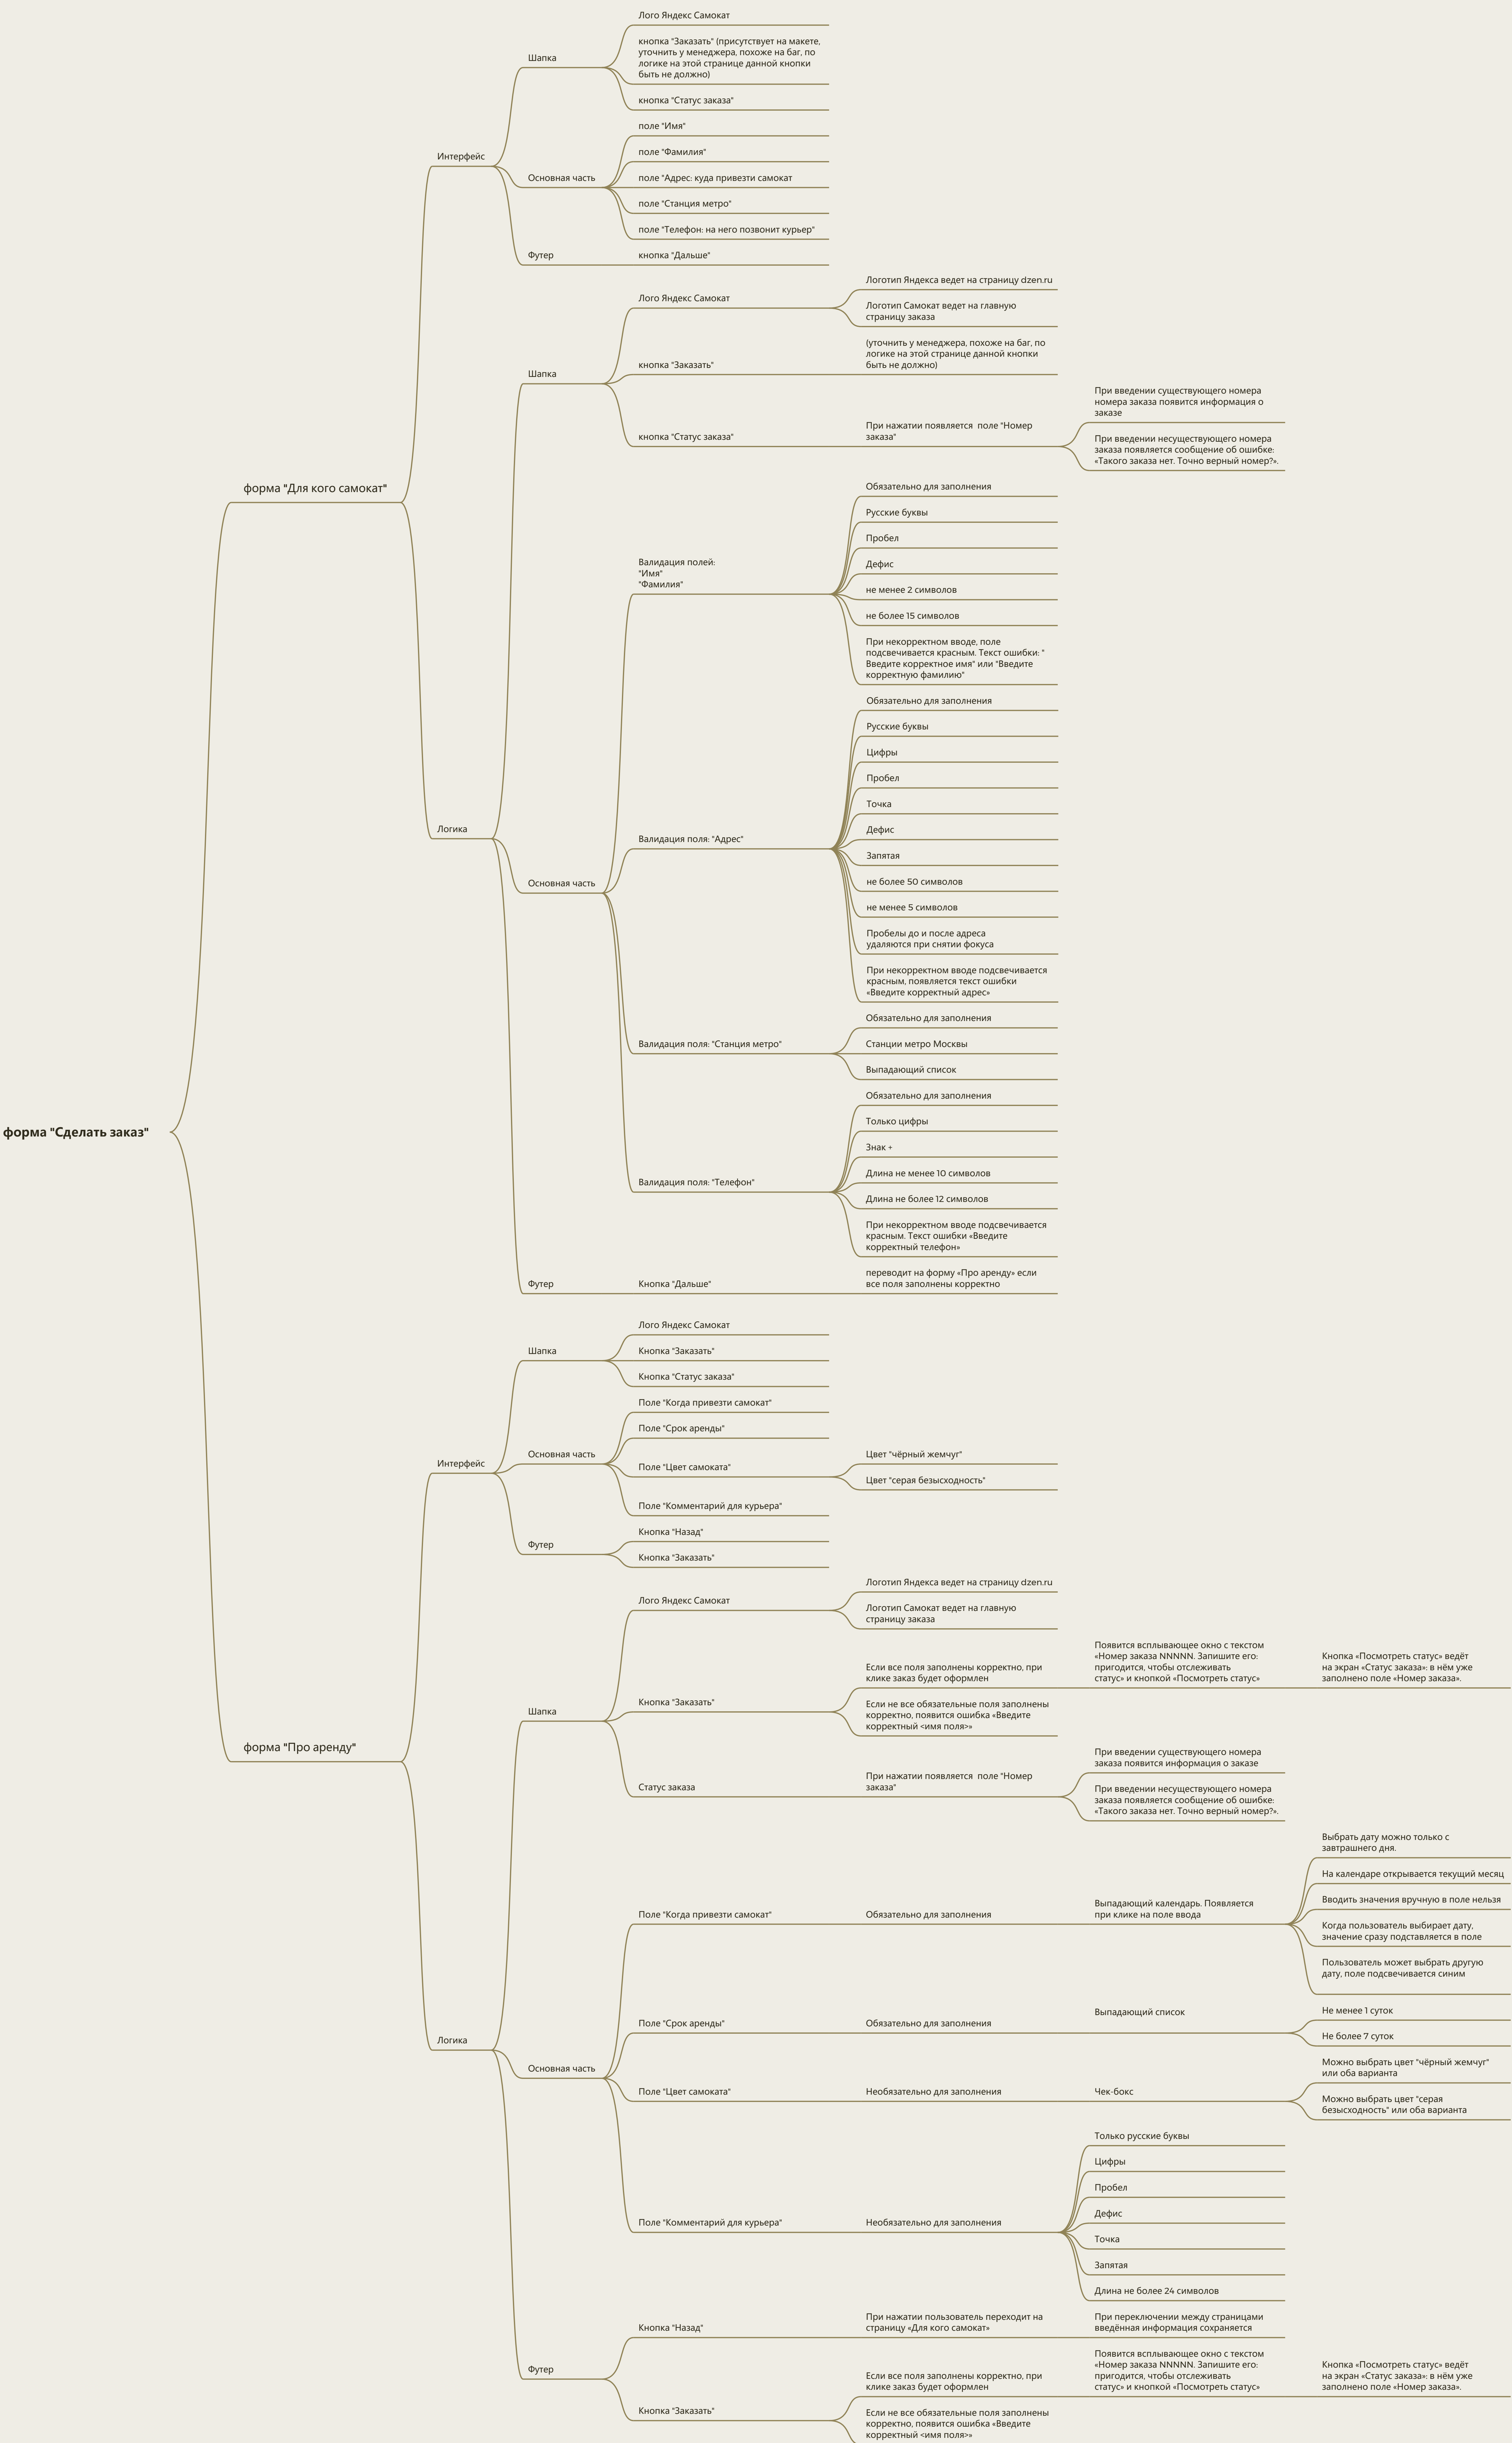 форма "Сделать заказ"
форма "Для кого самокат"
Интерфейс
Шапка
Лого Яндекс Самокат
кнопка "Заказать" (присутствует на макете,
уточнить у менеджера, похоже на баг, по
логике на этой странице данной кнопки
быть не должно)
кнопка "Статус заказа"
Основная часть
поле "Имя"
поле "Фамилия"
поле "Адрес: куда привезти самокат
поле "Станция метро"
поле "Телефон: на него позвонит курьер"
Футер
кнопка "Дальше"
Логика
Шапка
Лого Яндекс Самокат
Логотип Яндекса ведет на страницу dzen.ru
Логотип Самокат ведет на главную
страницу заказа
кнопка "Заказать"
(уточнить у менеджера, похоже на баг, по
логике на этой странице данной кнопки
быть не должно)
кнопка "Статус заказа"
При нажатии появляется  поле "Номер
заказа"
При введении существующего номера
номера заказа появится информация о
заказе
При введении несуществующего номера
заказа появляется сообщение об ошибке:
«Такого заказа нет. Точно верный номер?».
Основная часть
Валидация полей:
"Имя"
"Фамилия"
Обязательно для заполнения
Русские буквы
Пробел
Дефис
не менее 2 символов
не более 15 символов
При некорректном вводе, поле
подсвечивается красным. Текст ошибки: "
Введите корректное имя" или "Введите
корректную фамилию"
Валидация поля: "Адрес"
Обязательно для заполнения
Русские буквы
Цифры
Пробел
Точка
Дефис
Запятая
не более 50 символов
не менее 5 символов
Пробелы до и после адреса
удаляются при снятии фокуса
При некорректном вводе подсвечивается
красным, появляется текст ошибки
«Введите корректный адрес»
Валидация поля: "Станция метро"
Обязательно для заполнения
Станции метро Москвы
Выпадающий список
Валидация поля: "Телефон"
Обязательно для заполнения
Только цифры
Знак +
Длина не менее 10 символов
Длина не более 12 символов
При некорректном вводе подсвечивается
красным. Текст ошибки «Введите
корректный телефон»
Футер
Кнопка "Дальше"
переводит на форму «Про аренду» если
все поля заполнены корректно
форма "Про аренду"
Интерфейс
Шапка
Лого Яндекс Самокат
Кнопка "Заказать"
Кнопка "Статус заказа"
Основная часть
Поле "Когда привезти самокат"
Поле "Срок аренды"
Поле "Цвет самоката"
Цвет "чёрный жемчуг"
Цвет "серая безысходность"
Поле "Комментарий для курьера"
Футер
Кнопка "Назад"
Кнопка "Заказать"
Логика
Шапка
Лого Яндекс Самокат
Логотип Яндекса ведет на страницу dzen.ru
Логотип Самокат ведет на главную
страницу заказа
Кнопка "Заказать"
Если все поля заполнены корректно, при
клике заказ будет оформлен
Появится всплывающее окно с текстом
«Номер заказа NNNNN. Запишите его:
пригодится, чтобы отслеживать
статус» и кнопкой «Посмотреть статус»
Кнопка «Посмотреть статус» ведёт
на экран «Статус заказа»: в нём уже
заполнено поле «Номер заказа».
Если не все обязательные поля заполнены
корректно, появится ошибка «Введите
корректный <имя поля>»
Статус заказа
При нажатии появляется  поле "Номер
заказа"
При введении существующего номера
заказа появится информация о заказе
При введении несуществующего номера
заказа появляется сообщение об ошибке:
«Такого заказа нет. Точно верный номер?».
Основная часть
Поле "Когда привезти самокат"
Обязательно для заполнения
Выпадающий календарь. Появляется
при клике на поле ввода
Выбрать дату можно только с
завтрашнего дня.
На календаре открывается текущий месяц
Вводить значения вручную в поле нельзя
Когда пользователь выбирает дату,
значение сразу подставляется в поле
Пользователь может выбрать другую
дату, поле подсвечивается синим
Поле "Срок аренды"
Обязательно для заполнения
Выпадающий список
Не менее 1 суток
Не более 7 суток
Поле "Цвет самоката"
Необязательно для заполнения
Чек-бокс
Можно выбрать цвет "чёрный жемчуг"
или оба варианта
Можно выбрать цвет "серая
безысходность" или оба варианта
Поле "Комментарий для курьера"
Необязательно для заполнения
Только русские буквы
Цифры
Пробел
Дефис
Точка
Запятая
Длина не более 24 символов
Футер
Кнопка "Назад"
При нажатии пользователь переходит на
страницу «Для кого самокат»
При переключении между страницами
введённая информация сохраняется
Кнопка "Заказать"
Если все поля заполнены корректно, при
клике заказ будет оформлен
Появится всплывающее окно с текстом
«Номер заказа NNNNN. Запишите его:
пригодится, чтобы отслеживать
статус» и кнопкой «Посмотреть статус»
Кнопка «Посмотреть статус» ведёт
на экран «Статус заказа»: в нём уже
заполнено поле «Номер заказа».
Если не все обязательные поля заполнены
корректно, появится ошибка «Введите
корректный <имя поля>»